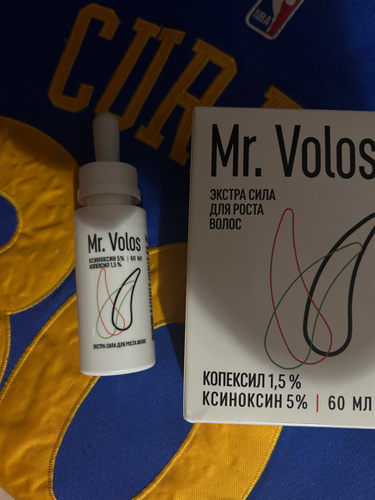 NBA
CUR
Mr. Volos
ЭКСТРА СИЛА
ДЛЯ РОСТА
ВОЛОС
КОПЕКСИЛ 1,5 %
КСИНОКСИН 5% | 60 МЛ
Mr. Volos
КСИНОКСИН 5% | 60 МЛ
КОПЕКСИЛ 1,5 %
ЭКСТРА СИЛА ДЛЯ РОСТА ВОЛОС